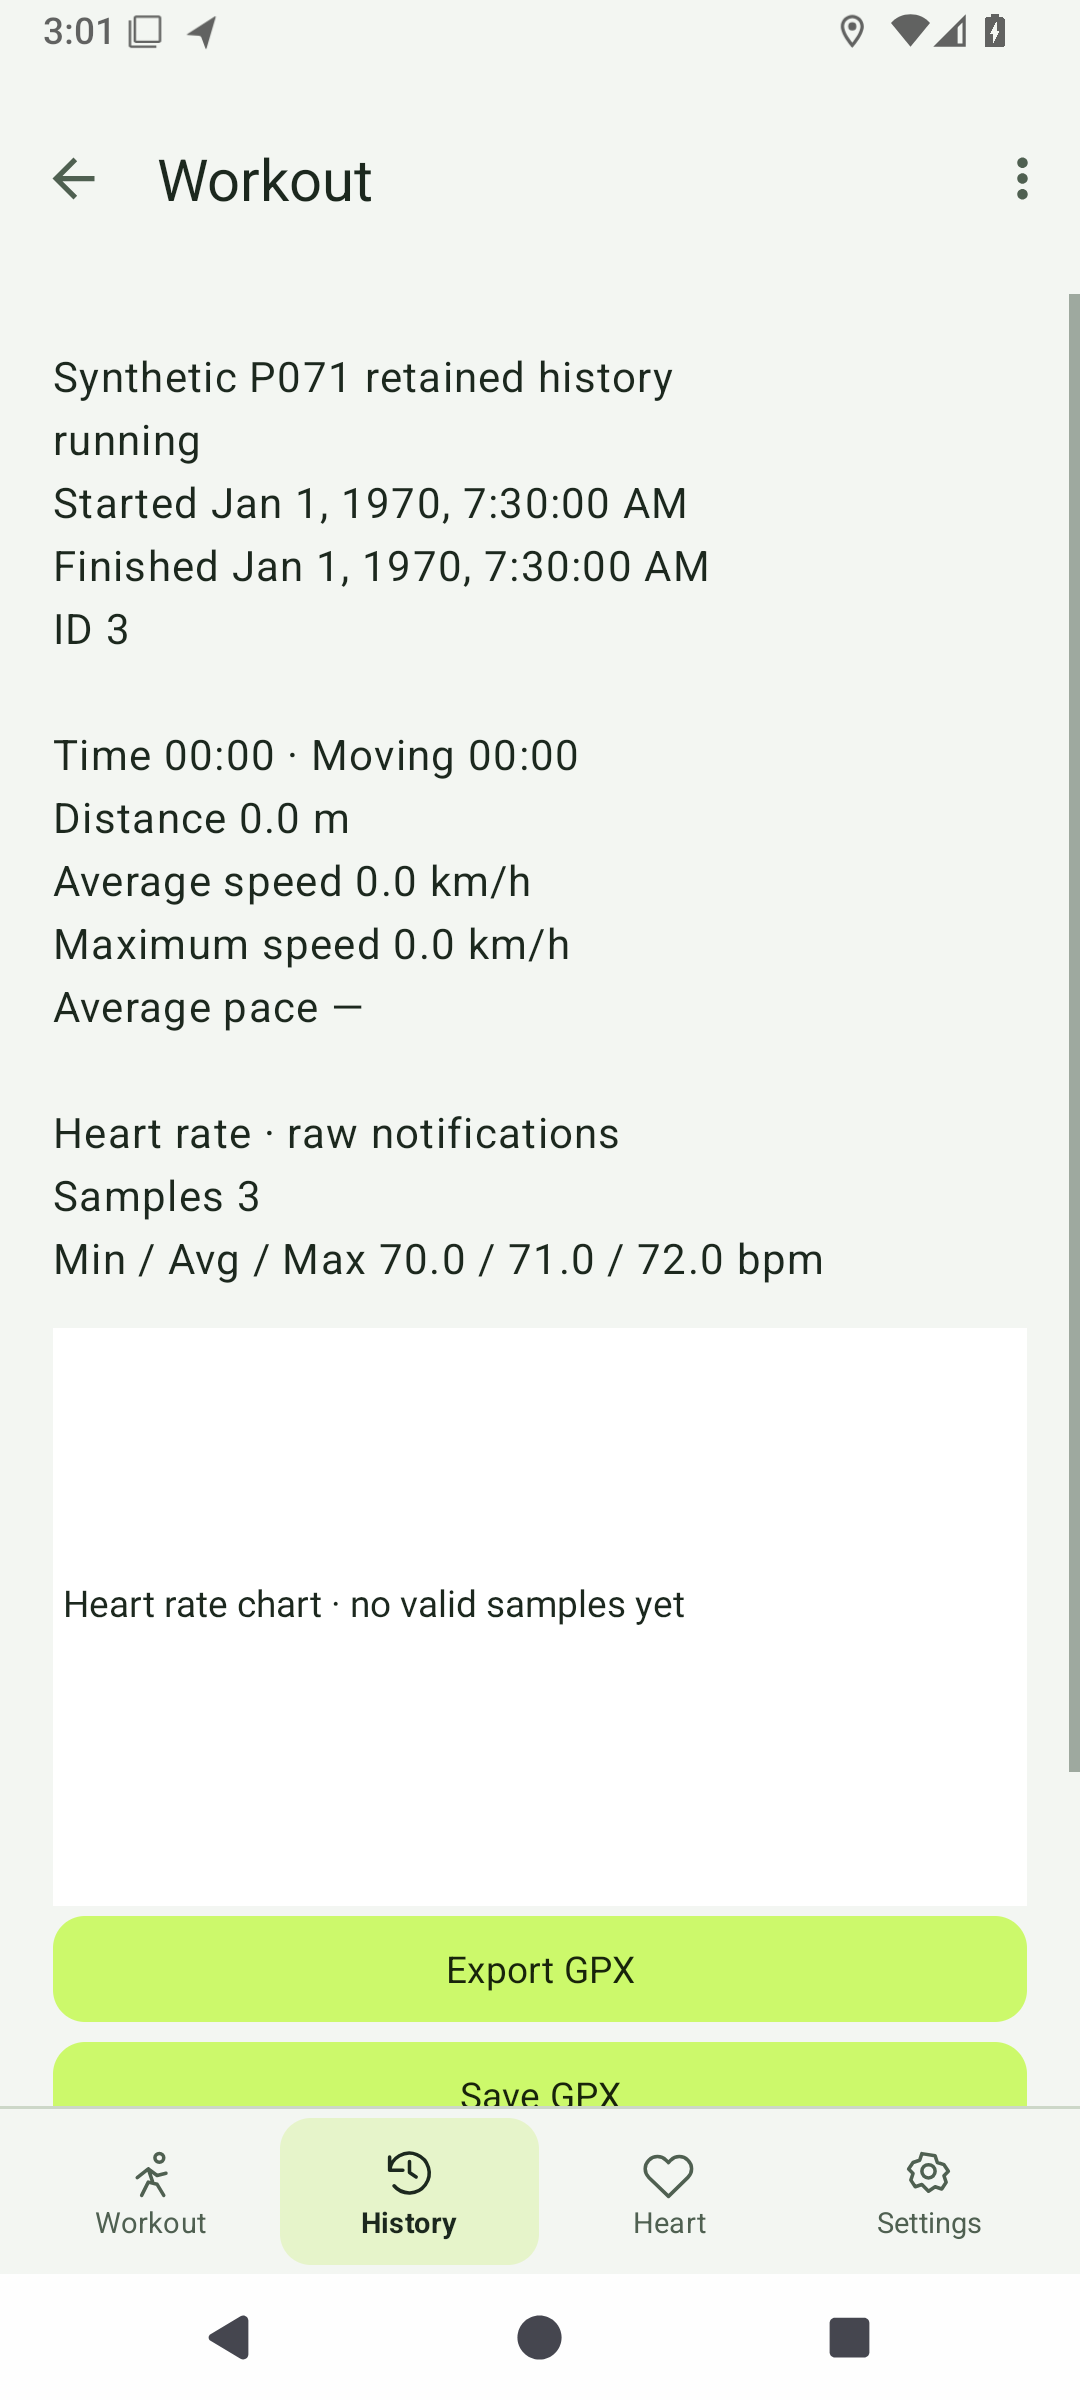 3:01
Workout
Synthetic P071 retained history
running
Started Jan 1, 1970, 7:30:00 AM
Finished Jan 1, 1970, 7:30:00 AM
ID 3
Time 00:00 · Moving 00:00
Distance 0.0 m
Average speed 0.0 km/h
Maximum speed 0.0 km/h
Average pace —
Heart rate · raw notifications
Samples 3
Min / Avg / Max 70.0 / 71.0 / 72.0 bpm
Heart rate chart · no valid samples yet
Export GPX
Save GPX
Workout
History
Heart
Settings